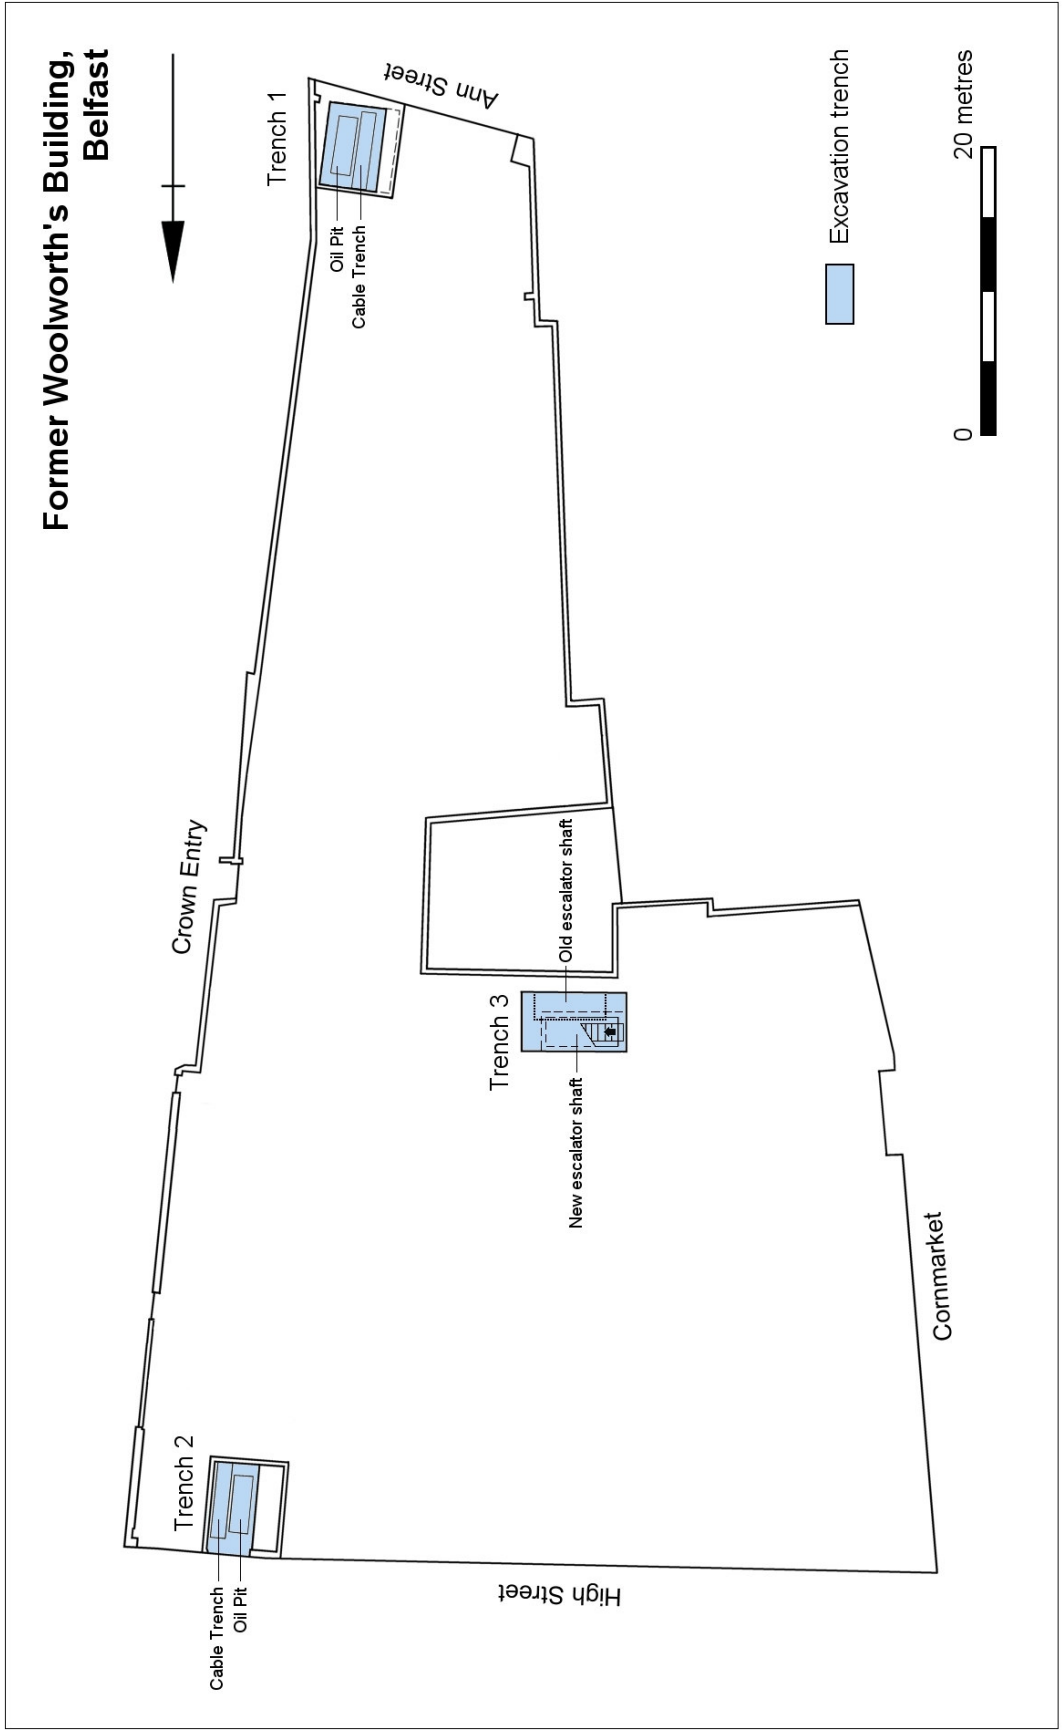 Former Woolworth's Building,
Belfast
Ann Street
Trench 1
Oil Pit
Cable Trench
Excavation trench
0
20 metres
Crown Entry
Old escalator shaft
Trench 3
New escalator shaft
Cornmarket
Trench 2
Cable Trench
Oil Pit
High Street